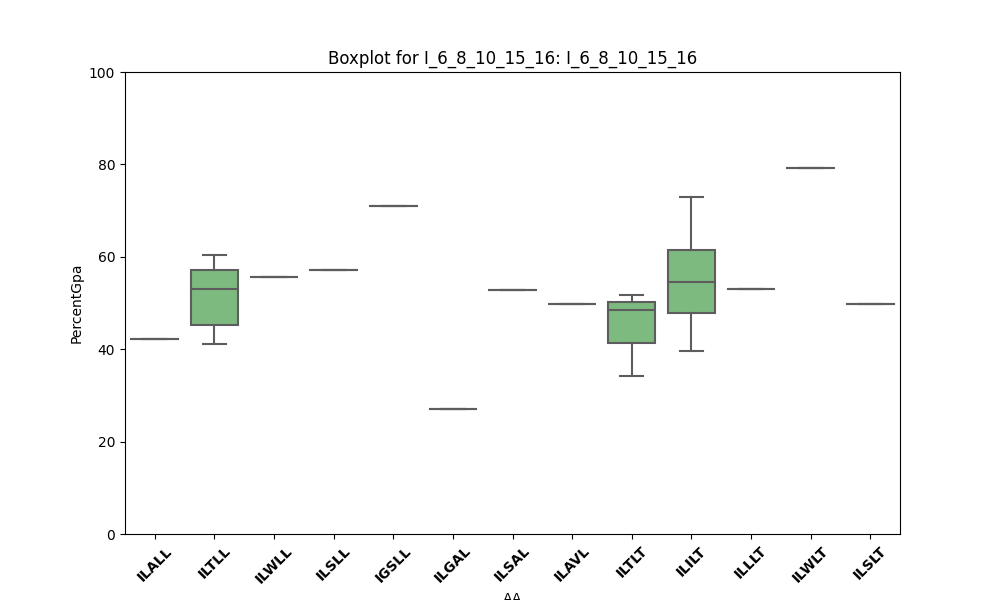 Boxplot for I_6_8_10_15_16: I_6_8_10_15_16
100
80
60
40
20
0
PercentGpa
ILALL
ILTLL
ILWLL
ILSLL
IGSLL
ILGAL
ILSAL
ILAVL
ILTLT
ILILT
ILLLT
ILWLT
ILSLT
AA